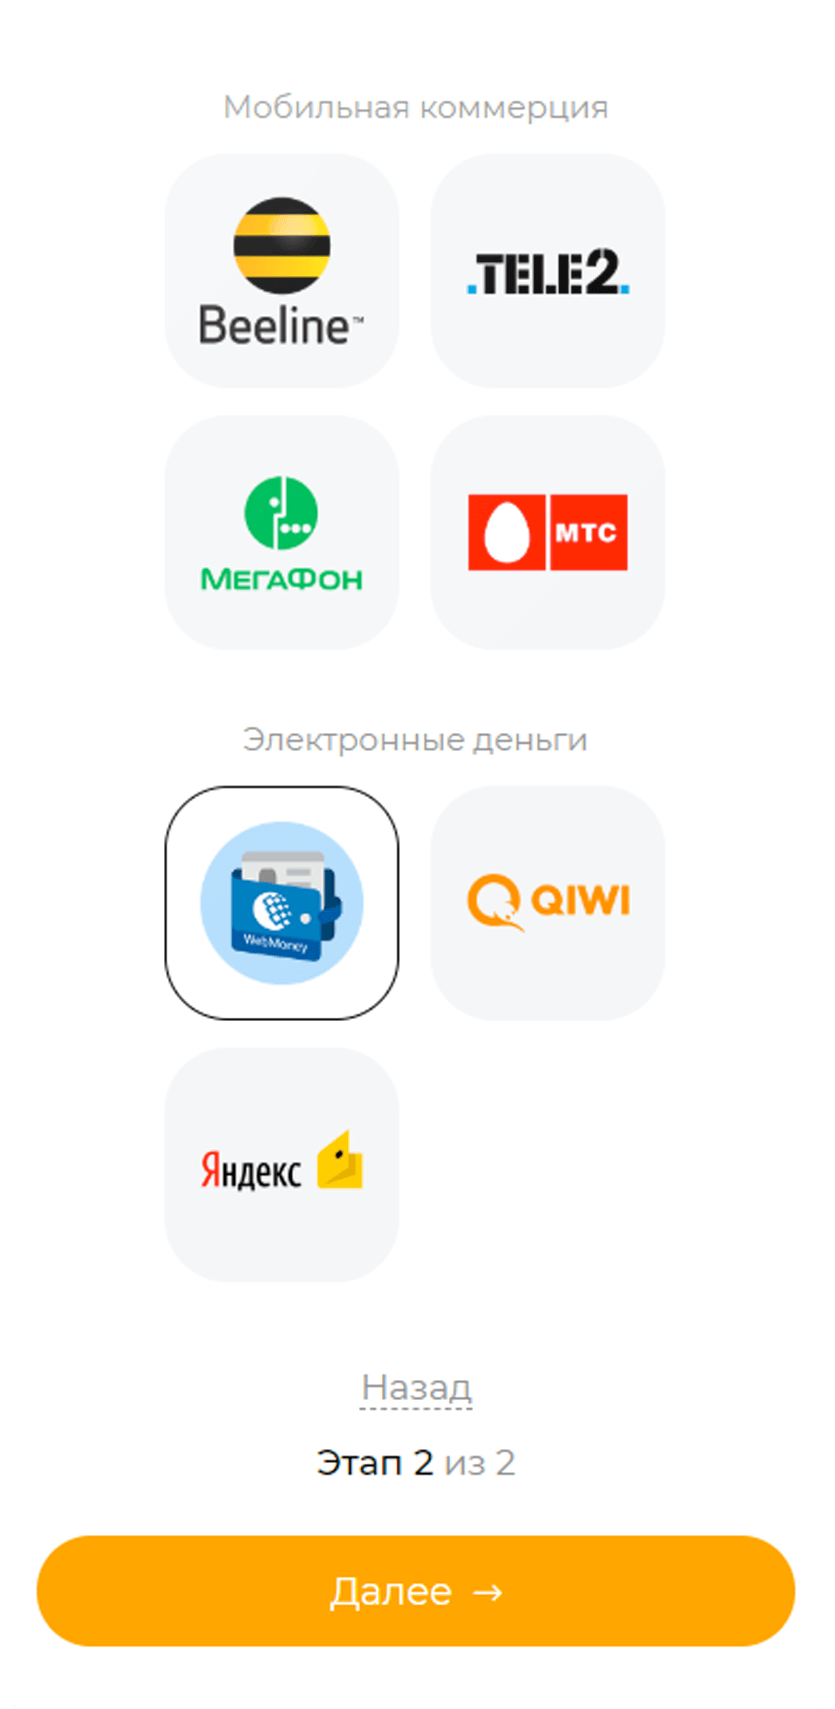 Мобильная коммерция
Beeline™
.TELE2.
МЕГАФОН
МТС
Электронные деньги
WebMoney
QIWI
Яндекс
Назад
Этап 2 из 2
Далее →